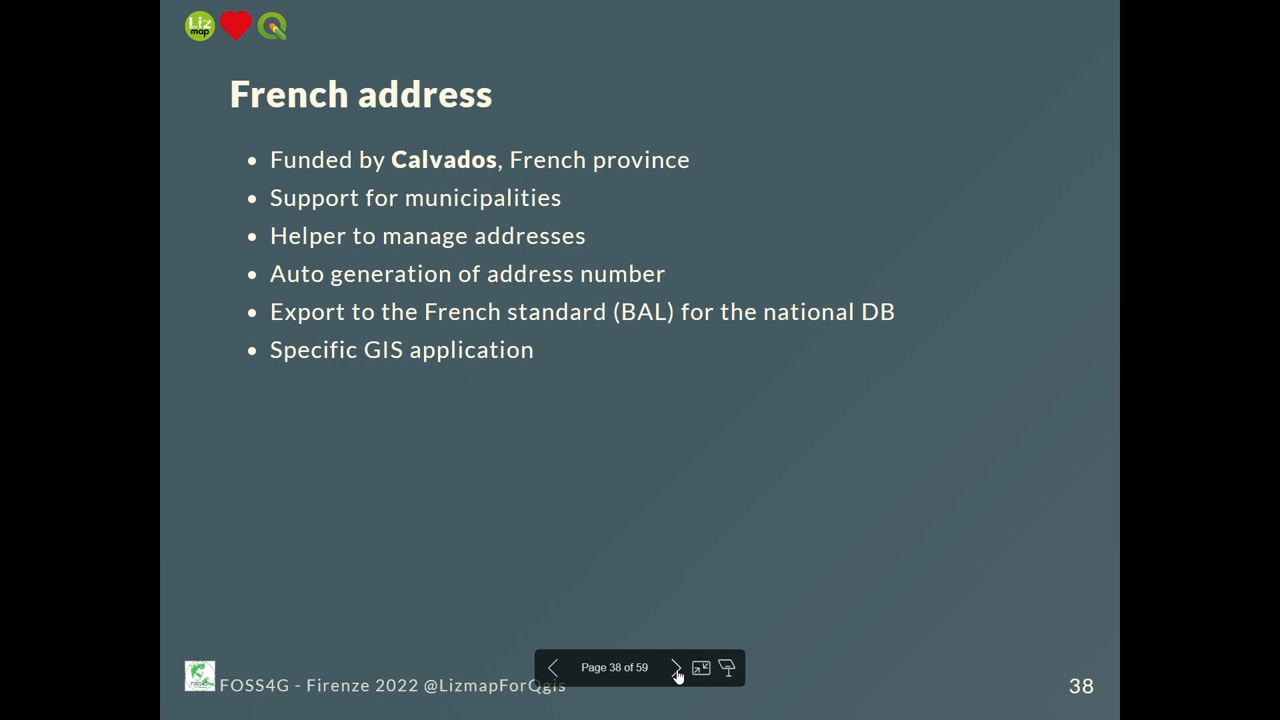 Liz
map
French address
Funded by Calvados, French province
Support for municipalities
Helper to manage addresses
Auto generation of address number
Export to the French standard (BAL) for the national DB
Specific GIS application
Page 38 of 59
FOSS4G - Firenze 2022 @LizmapForQgis
38